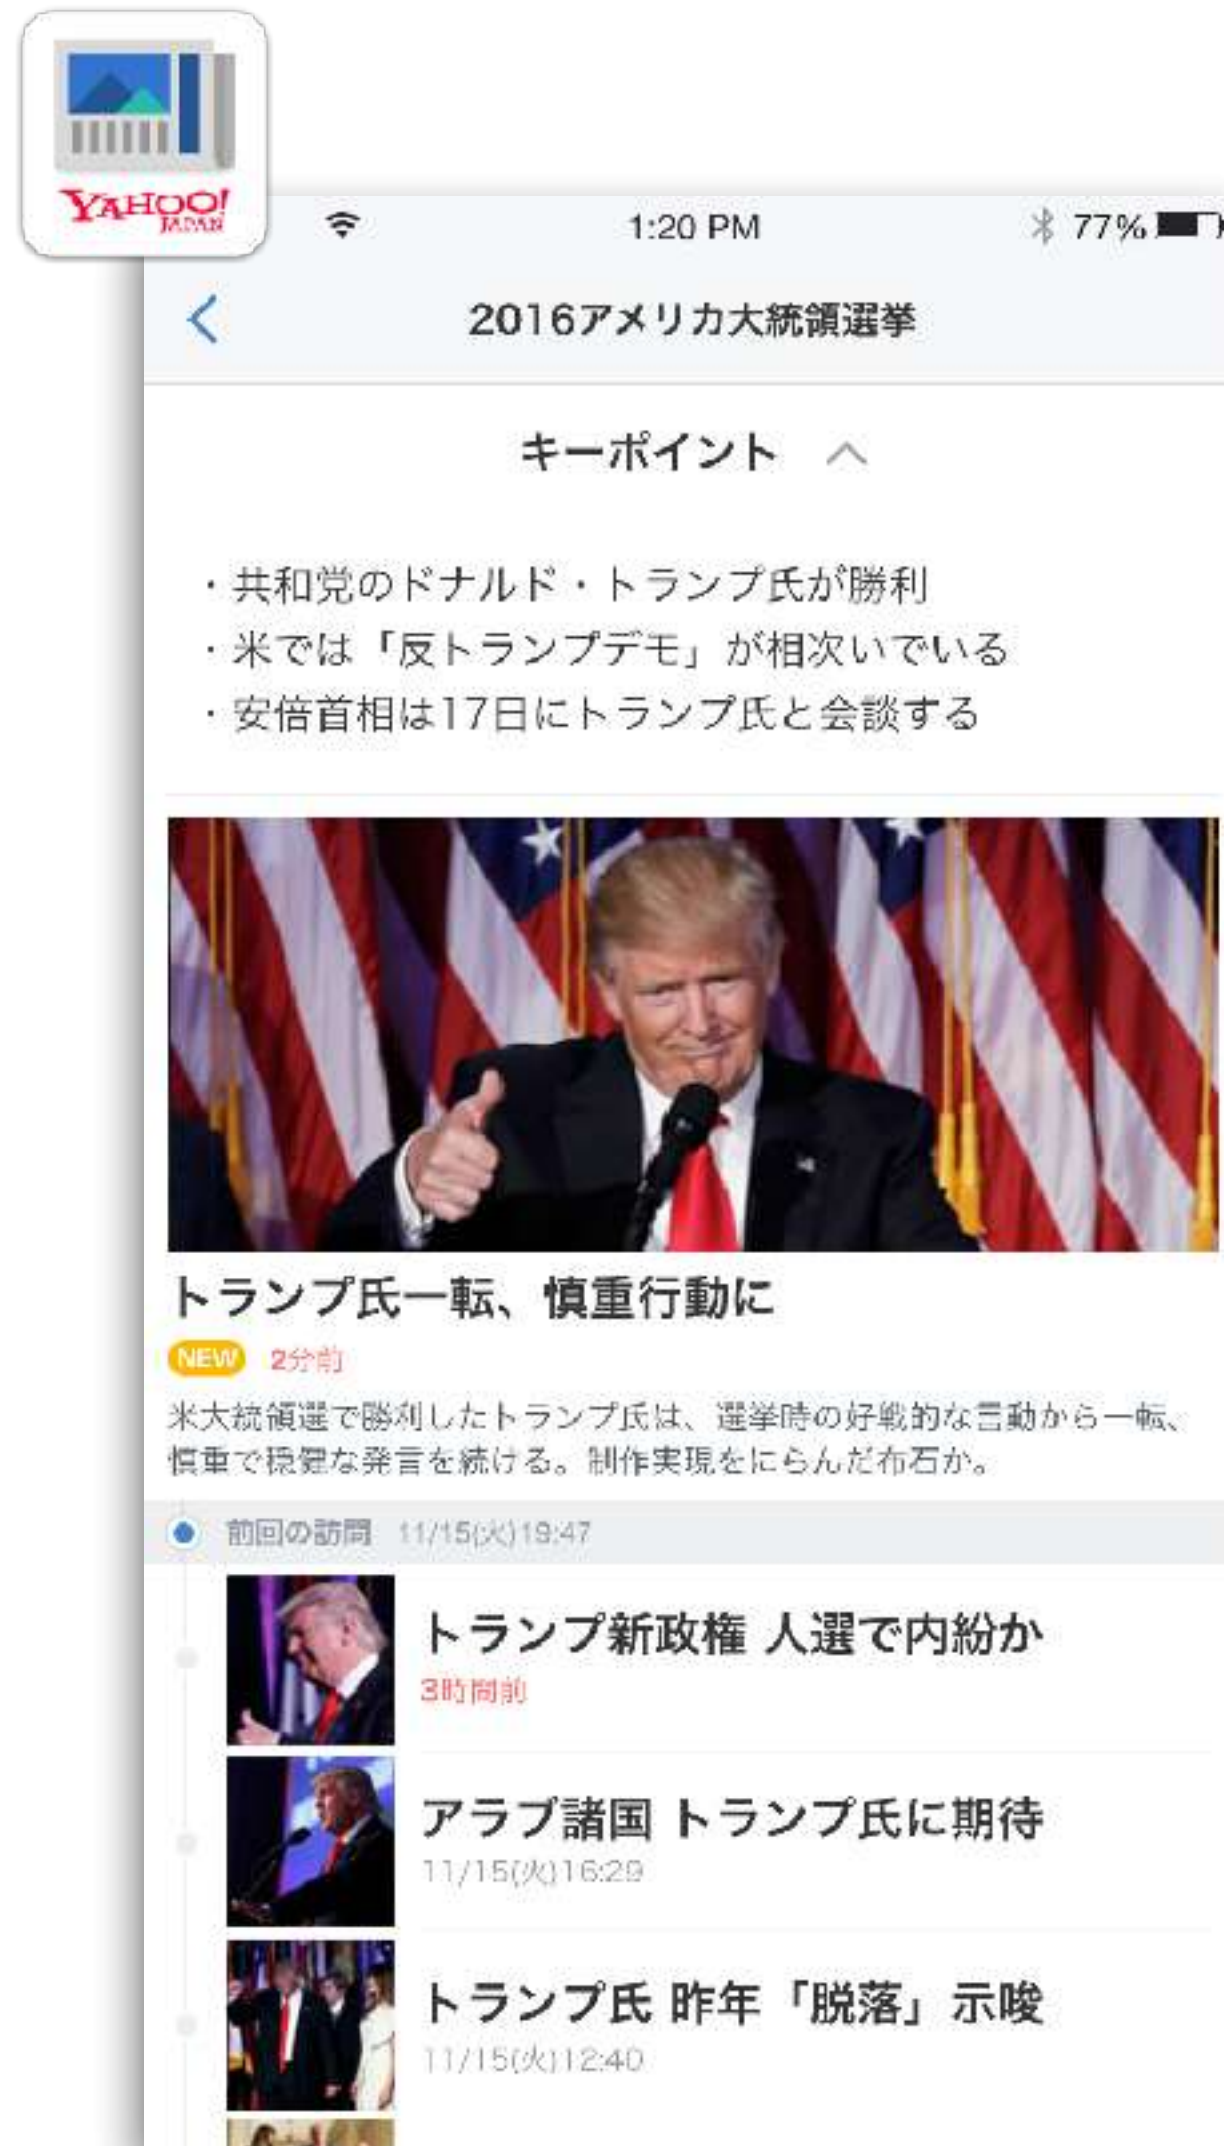 YAHOO!
JAPAN
1:20 PM
77%
2016アメリカ大統領選挙
キーポイント
・共和党のドナルド・トランプ氏が勝利
・米では「反トランプデモ」が相次いでいる
・安倍首相は17日にトランプ氏と会談する
トランプ氏一転、慎重行動に
NEW 2分前
米大統領選で勝利したトランプ氏は、選挙時の好戦的な言動から一転、
慎重で穏健な発言を続ける。制作実現をにらんだ布石か。
前回の訪問 11/15(火)19:47
トランプ新政権 人選で内紛か
3時間前
アラブ諸国 トランプ氏に期待
11/15(火)16:29
トランプ氏 昨年「脱落」示唆
11/15(火)12:40